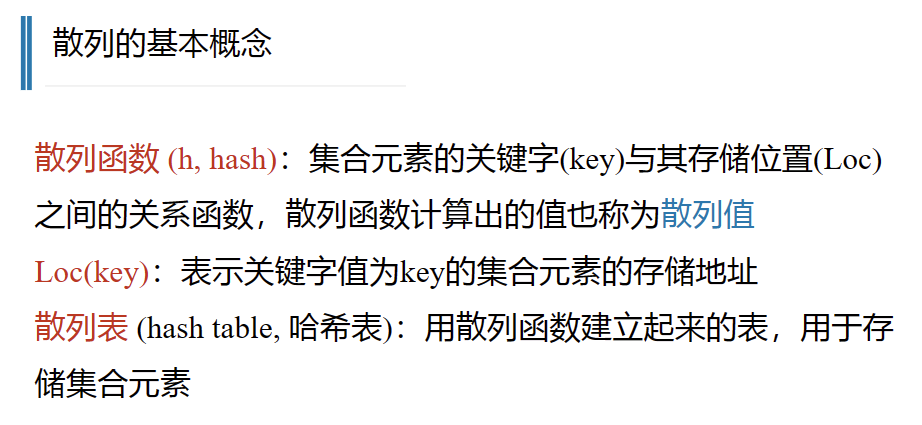 散列的基本概念
散列函数 (h, hash)：集合元素的关键字(key)与其存储位置(Loc)
之间的关系函数，散列函数计算出的值也称为散列值
Loc(key)：表示关键字值为key的集合元素的存储地址
散列表 (hash table, 哈希表)：用散列函数建立起来的表，用于存
储集合元素